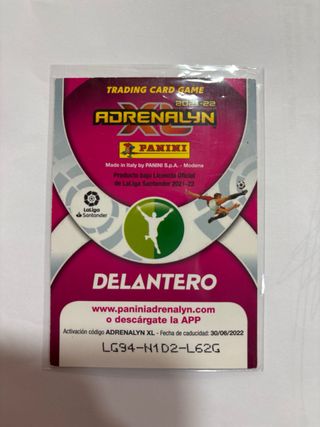 TRADING CARD GAME
2021-22
ADRENALYN
XL
PANINI
Made in Italy by PANINI S.p.A. - Modena
Producto bajo Licencia Oficial
de LaLiga Santander 2021-22
LaLiga
Santander
DELANTERO
www.paniniadrenalyn.com
o descárgate la APP
Activación código ADRENALYN XL - Fecha de caducidad: 30/06/2022
LG94-N1D2-L62G